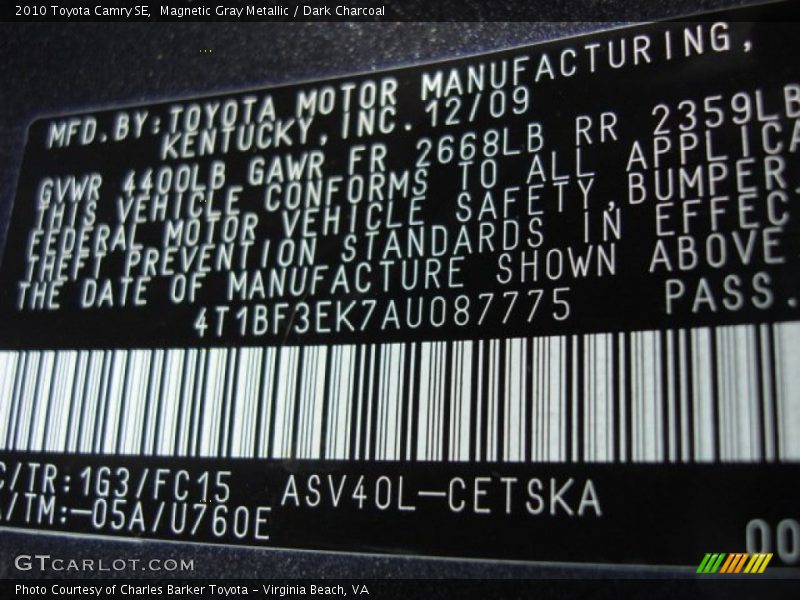 2010 Toyota Camry SE,  Magnetic Gray Metallic / Dark Charcoal
MFD. BY: TOYOTA MOTOR MANUFACTURING,
KENTUCKY, INC. 12/09
GVWR 4400LB GAWR FR 2668LB RR 2359LB
THIS VEHICLE CONFORMS TO ALL APPLICA
FEDERAL MOTOR VEHICLE SAFETY, BUMPER
THEFT PREVENTION STANDARDS IN EFFEC
THE DATE OF MANUFACTURE SHOWN ABOVE
4T1BF3EK7AU087775 PASS.
C/TR: 1G3/FC15 ASV40L-CETSKA
/TM:-05A/U760E
00
GTCARLOT.COM
Photo Courtesy of Charles Barker Toyota - Virginia Beach, VA